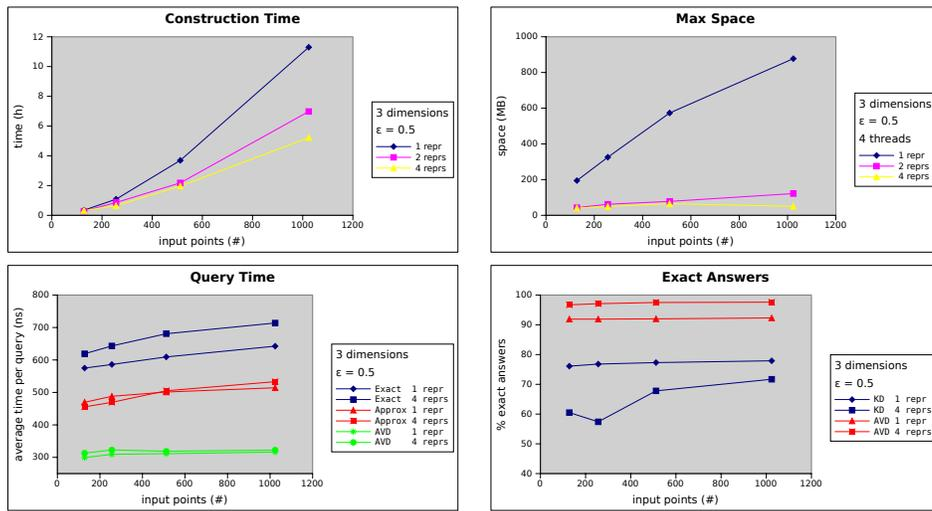 Construction Time
12
10
8
6
4
2
0
time (h)
0 200 400 600 800 1000 1200
input points (#)
3 dimensions
ε = 0.5
1 repr
2 reprs
4 reprs
Max Space
1000
800
600
400
200
0
space (MB)
0 200 400 600 800 1000 1200
input points (#)
3 dimensions
ε = 0.5
4 threads
1 repr
2 reprs
4 reprs
Query Time
800
700
600
500
400
300
average time per query (ns)
0 200 400 600 800 1000 1200
input points (#)
3 dimensions
ε = 0.5
Exact 1 repr
Exact 4 reprs
Approx 1 repr
Approx 4 reprs
AVD 1 repr
AVD 4 reprs
Exact Answers
100
90
80
70
60
50
40
% exact answers
0 200 400 600 800 1000 1200
input points (#)
3 dimensions
ε = 0.5
KD 1 repr
KD 4 reprs
AVD 1 repr
AVD 4 reprs